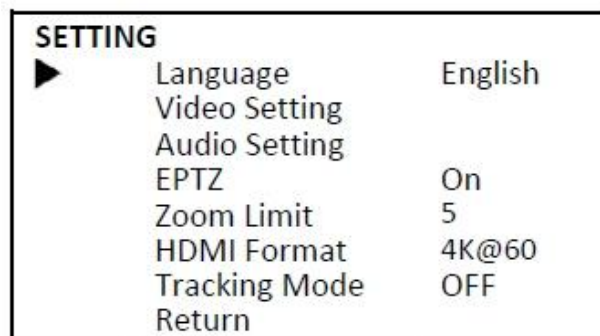 SETTING
Language English
Video Setting
Audio Setting
EPTZ On
Zoom Limit 5
HDMI Format 4K@60
Tracking Mode OFF
Return